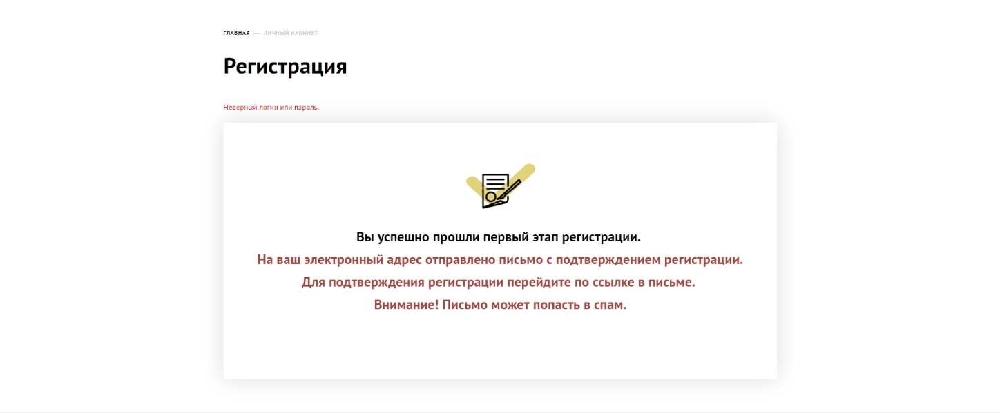 ГЛАВНАЯ — ЛИЧНЫЙ КАБИНЕТ
Регистрация
Неверный логин или пароль.
Вы успешно прошли первый этап регистрации.
На ваш электронный адрес отправлено письмо с подтверждением регистрации.
Для подтверждения регистрации перейдите по ссылке в письме.
Внимание! Письмо может попасть в спам.